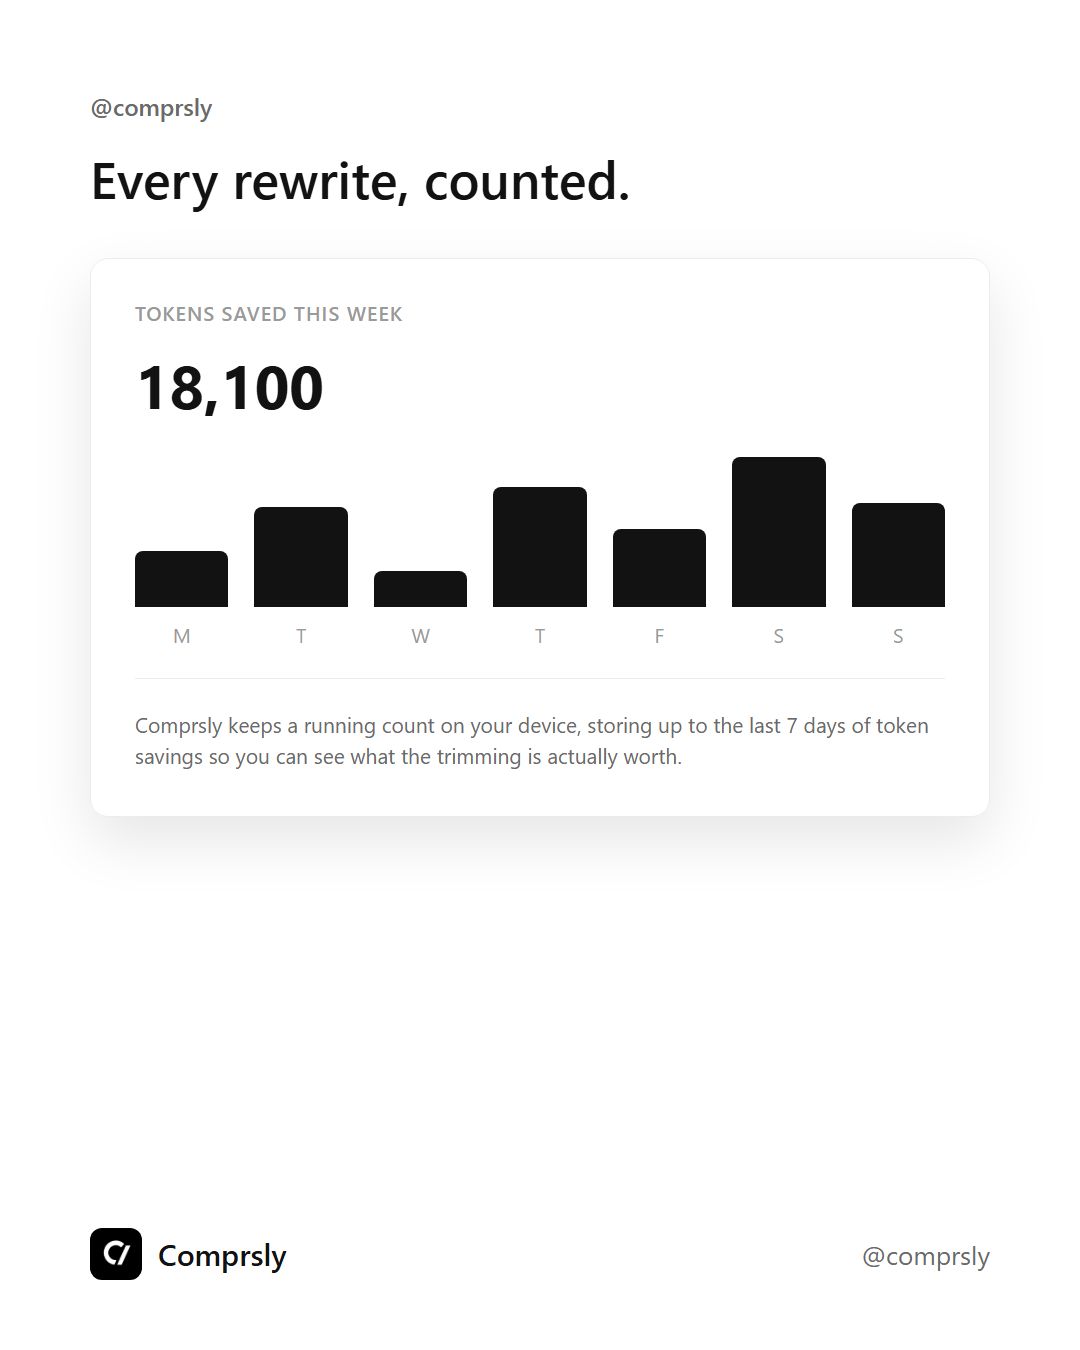 @comprsly
Every rewrite, counted.
TOKENS SAVED THIS WEEK
18,100
M T W T F S S
Comprsly keeps a running count on your device, storing up to the last 7 days of token
savings so you can see what the trimming is actually worth.
Comprsly @comprsly